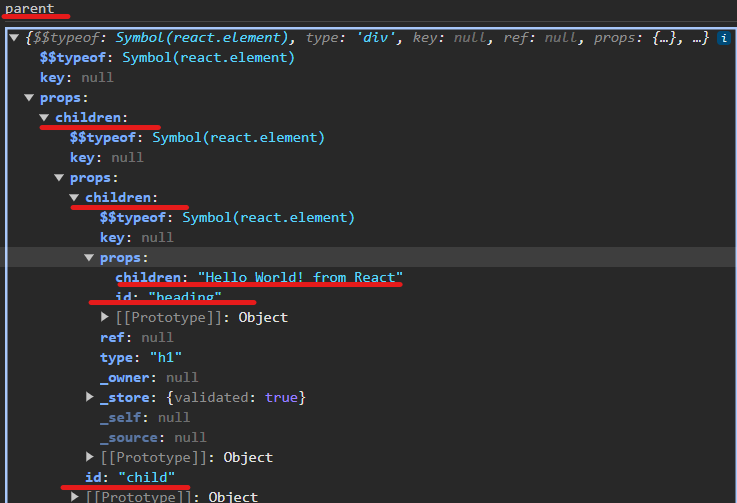 parent
{$$typeof: Symbol(react.element), type: 'div', key: null, ref: null, props: {…}, …} i
$$typeof: Symbol(react.element)
key: null
props:
children:
$$typeof: Symbol(react.element)
key: null
props:
children:
$$typeof: Symbol(react.element)
key: null
props:
children: "Hello World! from React"
id: "heading"
[[Prototype]]: Object
ref: null
type: "h1"
_owner: null
_store: {validated: true}
_self: null
_source: null
[[Prototype]]: Object
id: "child"
[[Prototype]]: Object